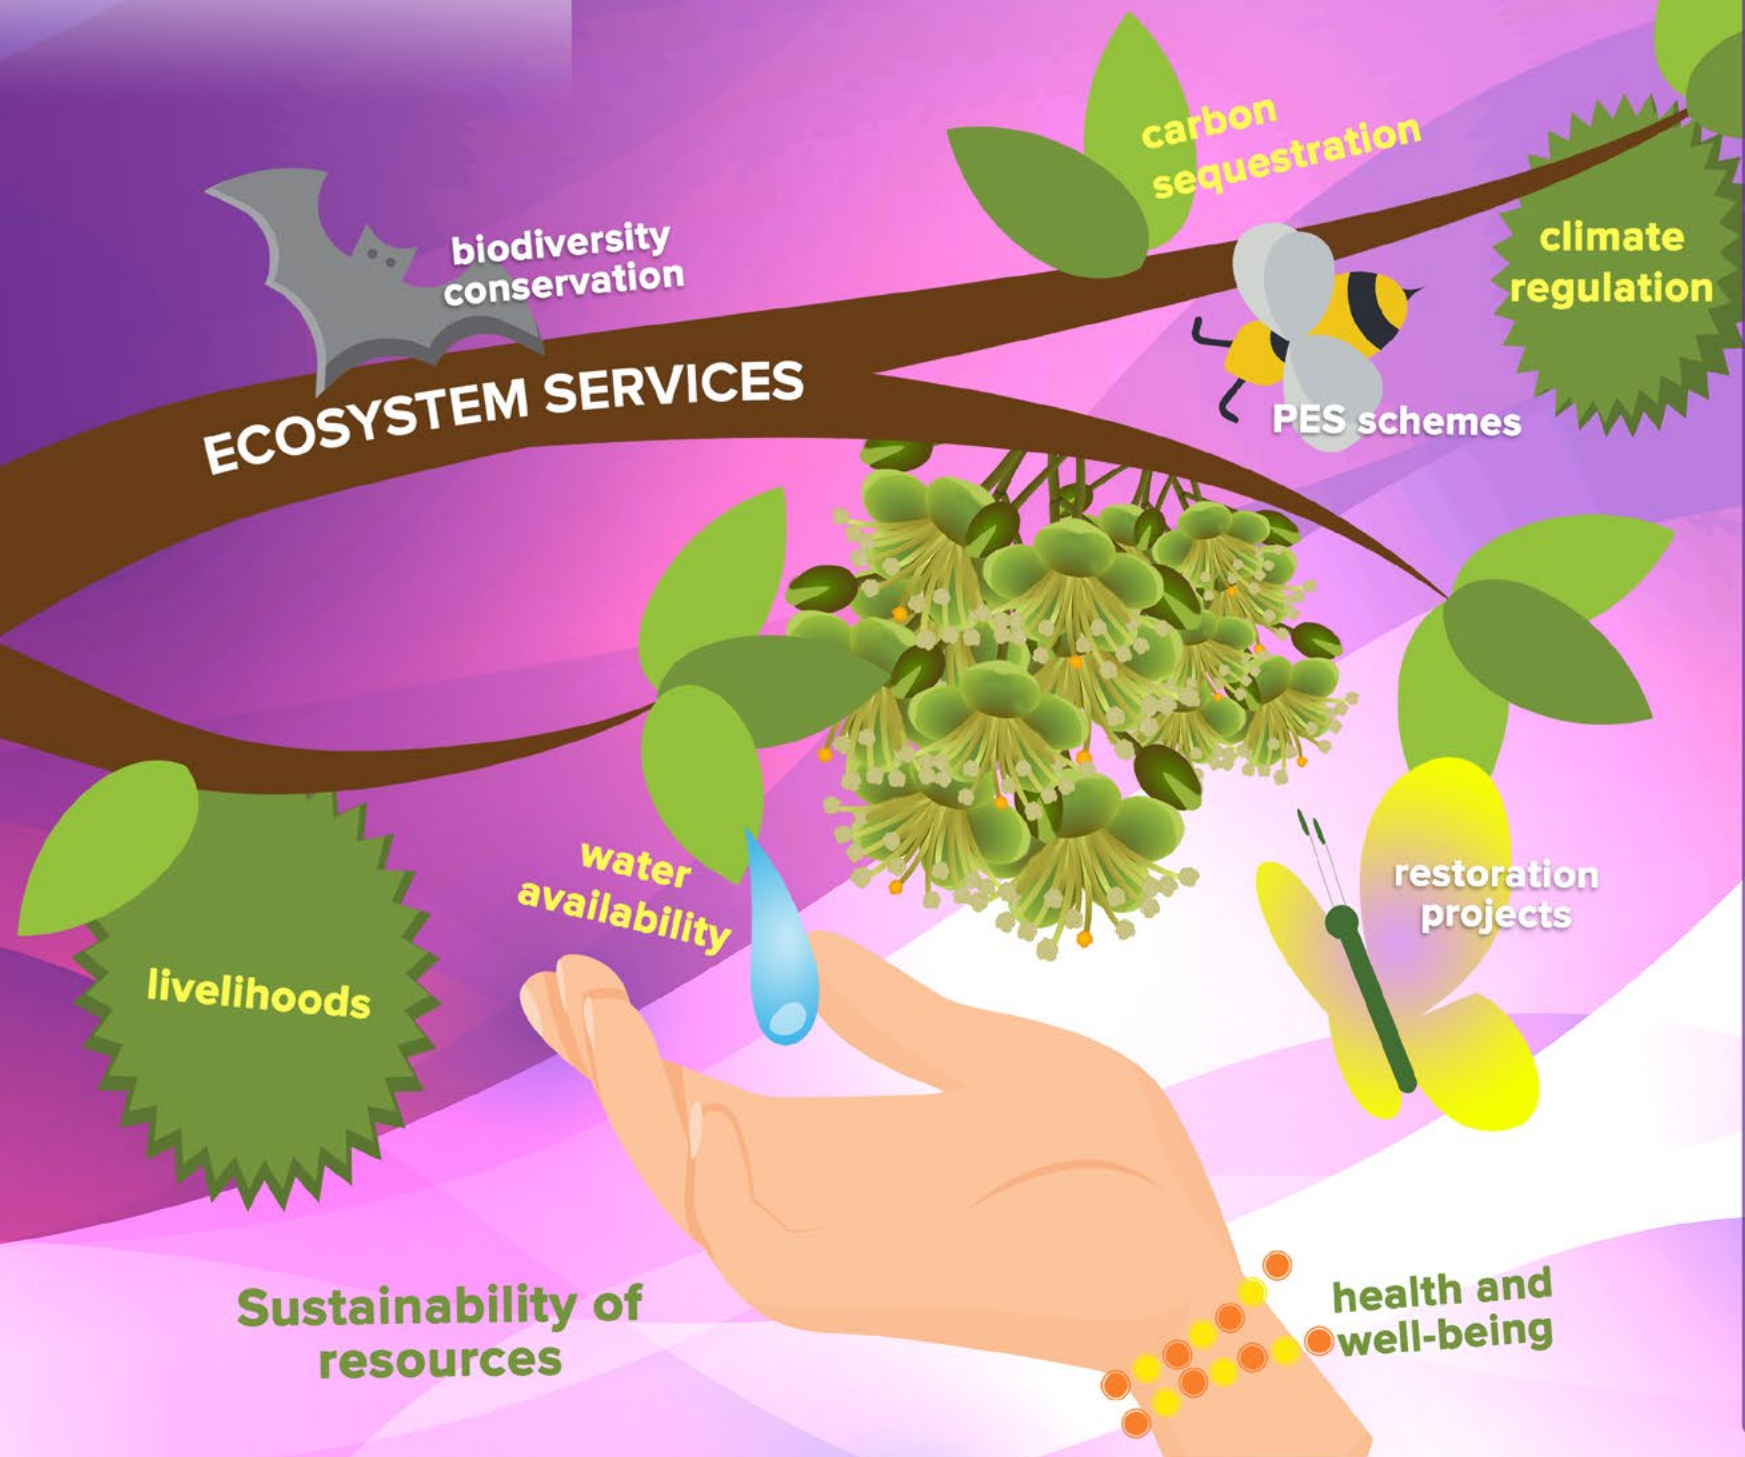 carbon
sequestration
biodiversity
conservation
climate
regulation
ECOSYSTEM SERVICES
PES schemes
water
availability
restoration
projects
livelihoods
Sustainability of
resources
health and
well-being